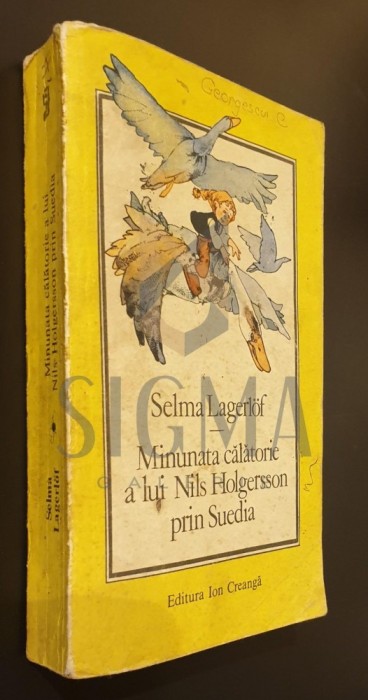 Georgescu C.
Selma Lagerlöf
Minunata călătorie
a lui Nils Holgersson
prin Suedia
Editura Ion Creangă
Selma
Lagerlöf
Minunata călătorie a lui
Nils Holgersson prin Suedia
SIGMA